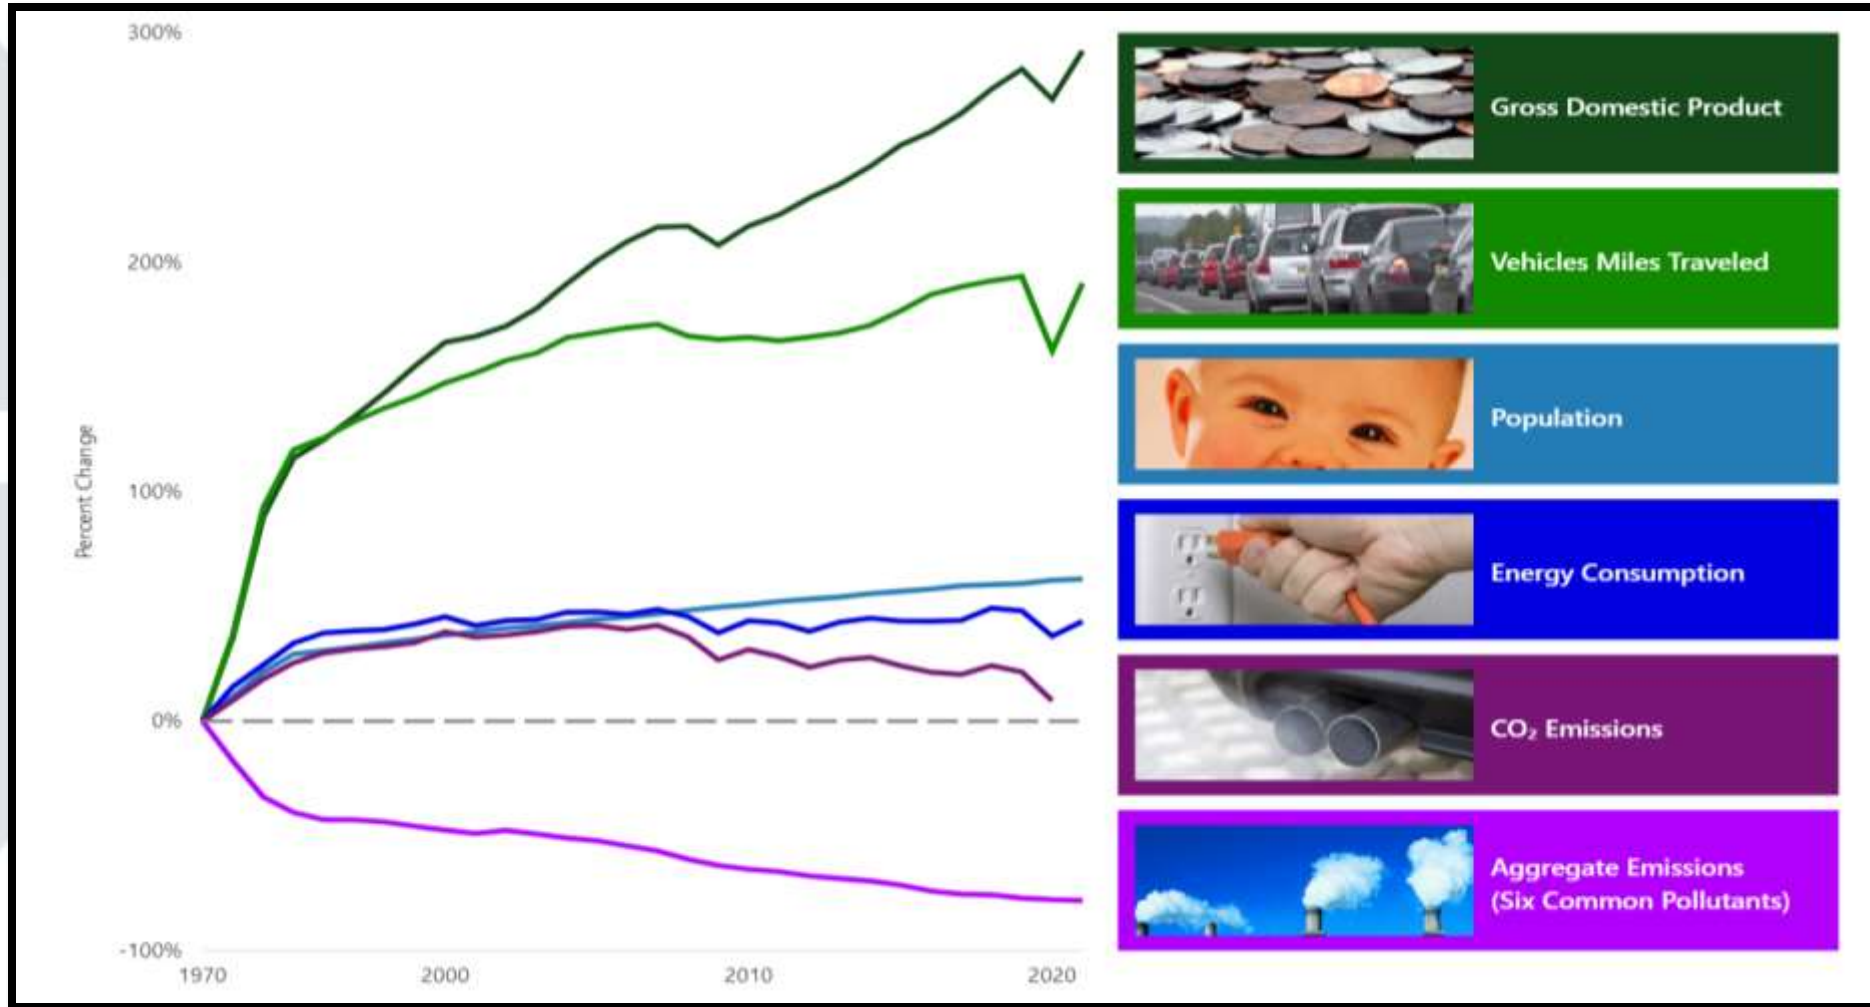 300%
200%
100%
0%
-100%
Percent Change
1970
2000
2010
2020
Gross Domestic Product
Vehicles Miles Traveled
Population
Energy Consumption
CO₂ Emissions
Aggregate Emissions
(Six Common Pollutants)